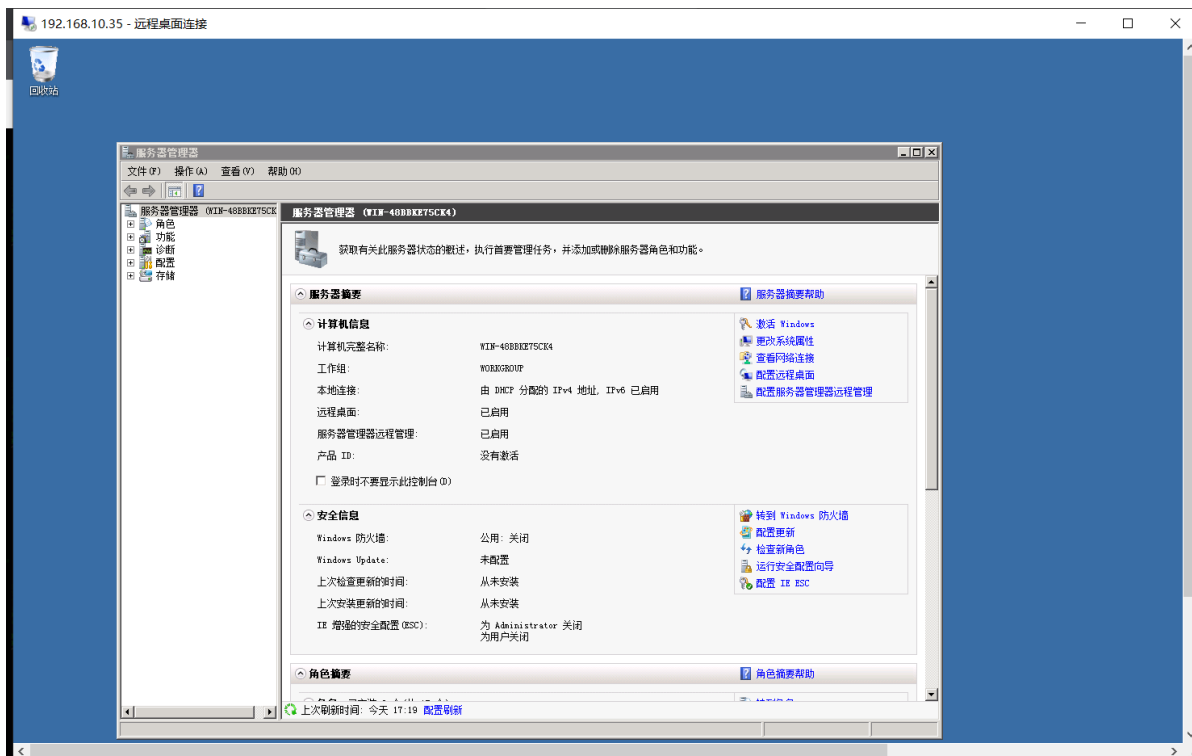 192.168.10.35 - 远程桌面连接
回收站
服务器管理器
文件(F) 操作(A) 查看(V) 帮助(H)
服务器管理器 (WIN-48BBKE75CK
角色
功能
诊断
配置
存储
服务器管理器 (WIN-48BBKE75CK4)
获取有关此服务器状态的概述，执行首要管理任务，并添加或删除服务器角色和功能。
服务器摘要 服务器摘要帮助
计算机信息
计算机完整名称: WIN-48BBKE75CK4
工作组: WORKGROUP
本地连接: 由 DHCP 分配的 IPv4 地址, IPv6 已启用
远程桌面: 已启用
服务器管理器远程管理: 已启用
产品 ID: 没有激活
登录时不要显示此控制台(D)
激活 Windows
更改系统属性
查看网络连接
配置远程桌面
配置服务器管理器远程管理
安全信息
Windows 防火墙: 公用: 关闭
Windows Update: 未配置
上次检查更新的时间: 从未安装
上次安装更新的时间: 从未安装
IE 增强的安全配置(ESC): 为 Administrator 关闭
为用户关闭
转到 Windows 防火墙
配置更新
检查新角色
运行安全配置向导
配置 IE ESC
角色摘要 角色摘要帮助
上次刷新时间: 今天 17:19 配置刷新